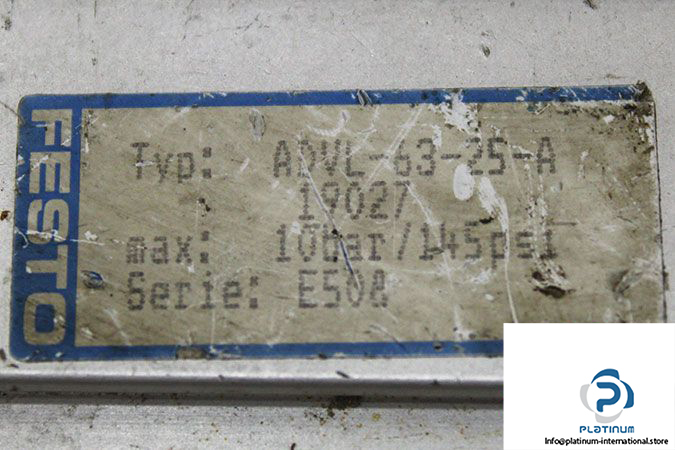 FESTO
Typ: ADVL-63-25-A
19027
max: 10bar/145psi
Serie: E508
PLATINUM
Info@platinum-international.store